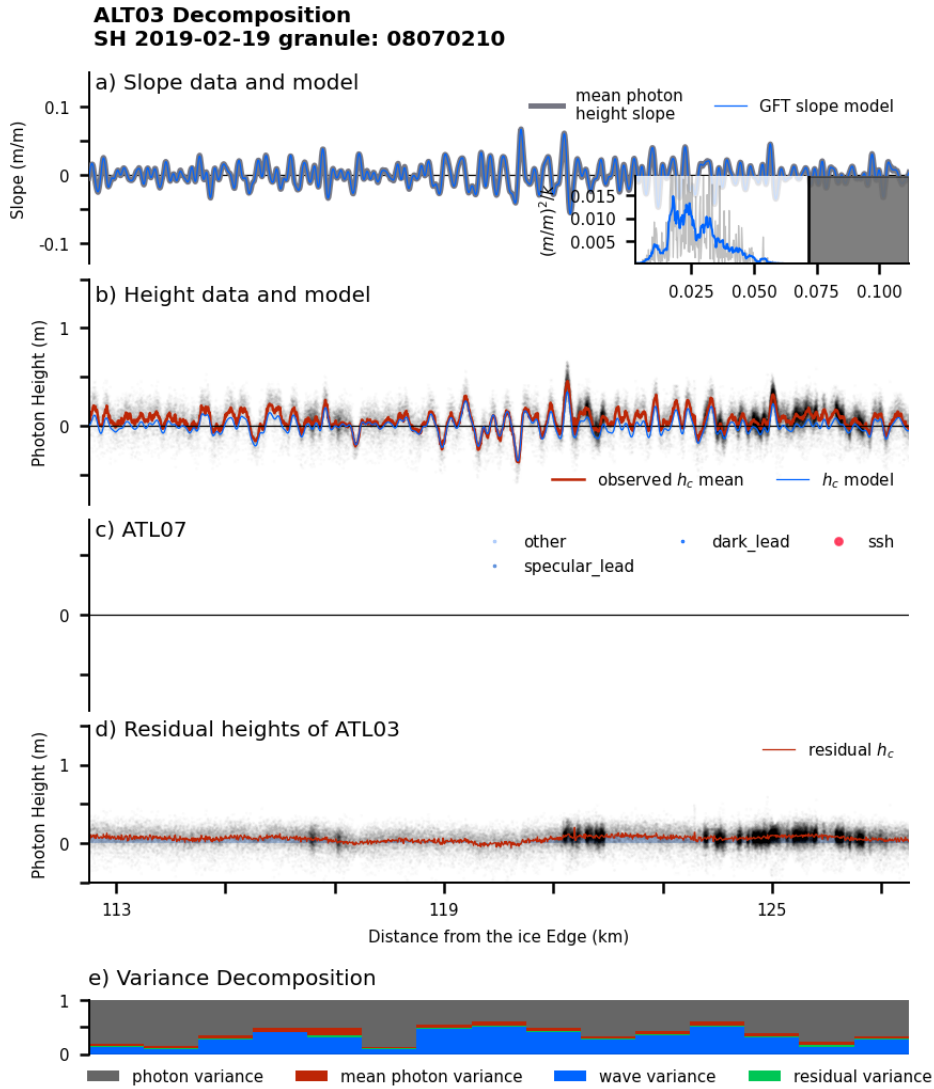 ALT03 Decomposition
SH 2019-02-19 granule: 08070210
a) Slope data and model
mean photon height slope
GFT slope model
Slope (m/m)
0.1
0
-0.1
(m/m)²/k
0.015
0.010
0.005
0.025 0.050 0.075 0.100
b) Height data and model
Photon Height (m)
1
0
observed h_c mean
h_c model
c) ATL07
other
specular_lead
dark_lead
ssh
0
d) Residual heights of ATL03
residual h_c
Photon Height (m)
1
0
113 119 125
Distance from the ice Edge (km)
e) Variance Decomposition
1
0
photon variance
mean photon variance
wave variance
residual variance